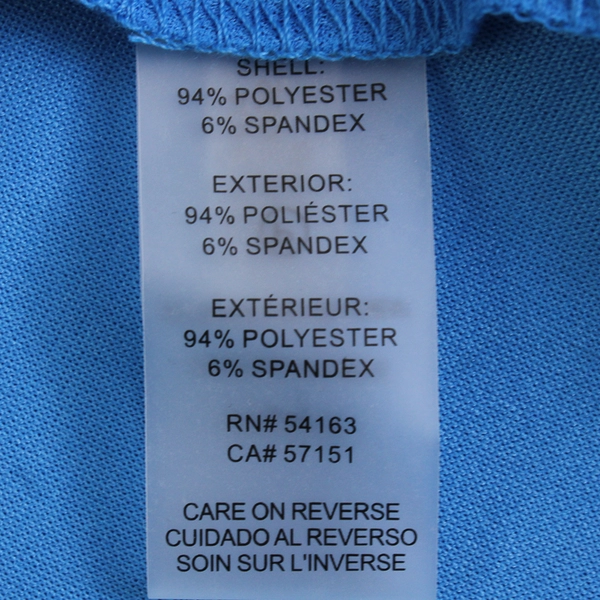 SHELL:
94% POLYESTER
6% SPANDEX
EXTERIOR:
94% POLIÉSTER
6% SPANDEX
EXTÉRIEUR:
94% POLYESTER
6% SPANDEX
RN# 54163
CA# 57151
CARE ON REVERSE
CUIDADO AL REVERSO
SOIN SUR L'INVERSE